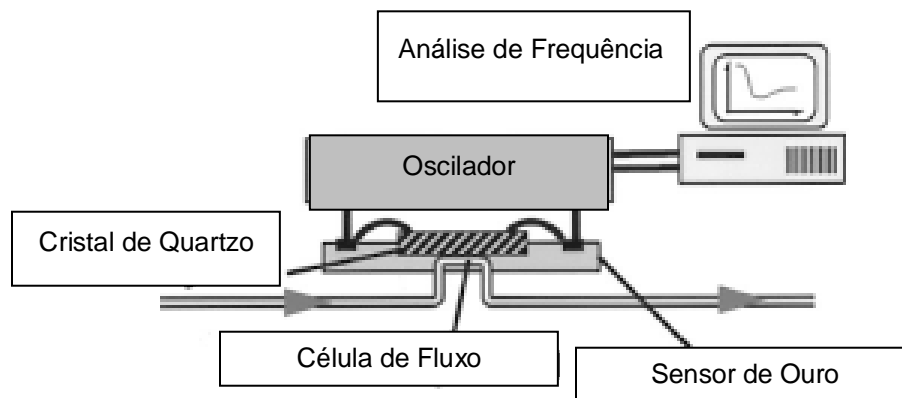 Análise de Frequência
Oscilador
Cristal de Quartzo
Célula de Fluxo
Sensor de Ouro